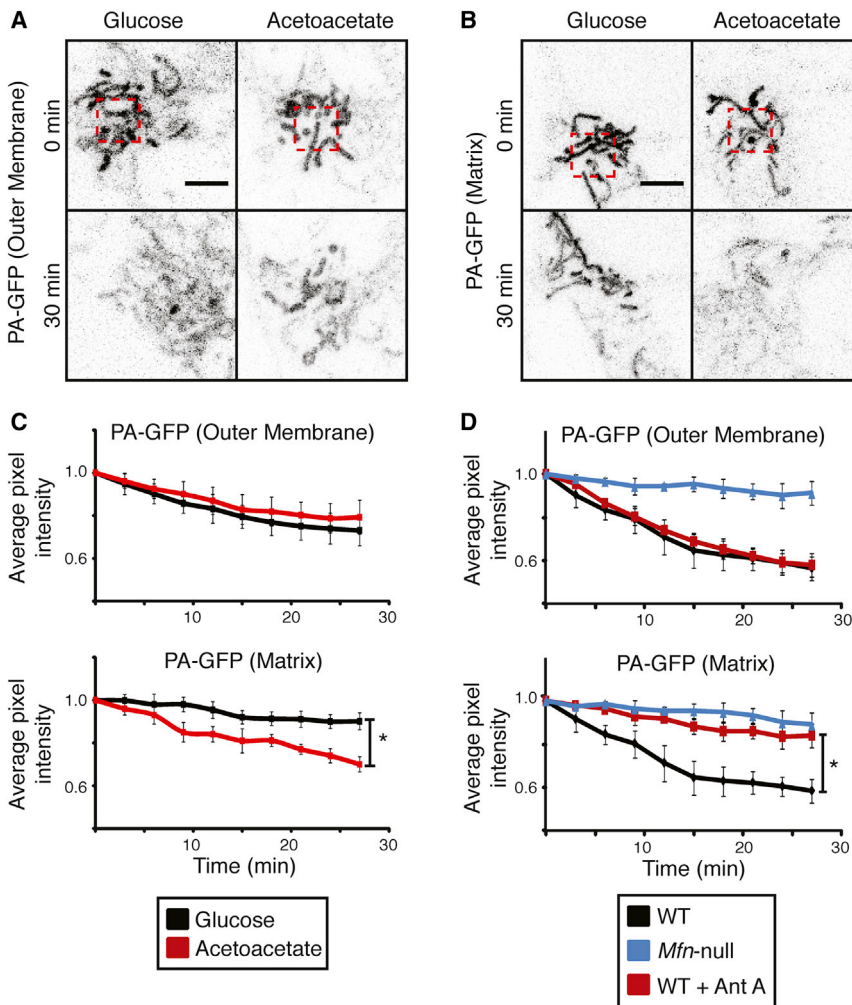 A
Glucose
Acetoacetate
PA-GFP (Outer Membrane)
0 min
30 min
B
Glucose
Acetoacetate
PA-GFP (Matrix)
0 min
30 min
C
PA-GFP (Outer Membrane)
Average pixel
intensity
1.0
0.6
10
20
30
PA-GFP (Matrix)
Average pixel
intensity
1.0
0.6
*
10
20
30
Time (min)
Glucose
Acetoacetate
D
PA-GFP (Outer Membrane)
Average pixel
intensity
1.0
0.6
10
20
30
PA-GFP (Matrix)
Average pixel
intensity
1.0
0.6
*
10
20
30
Time (min)
WT
Mfn-null
WT + Ant A